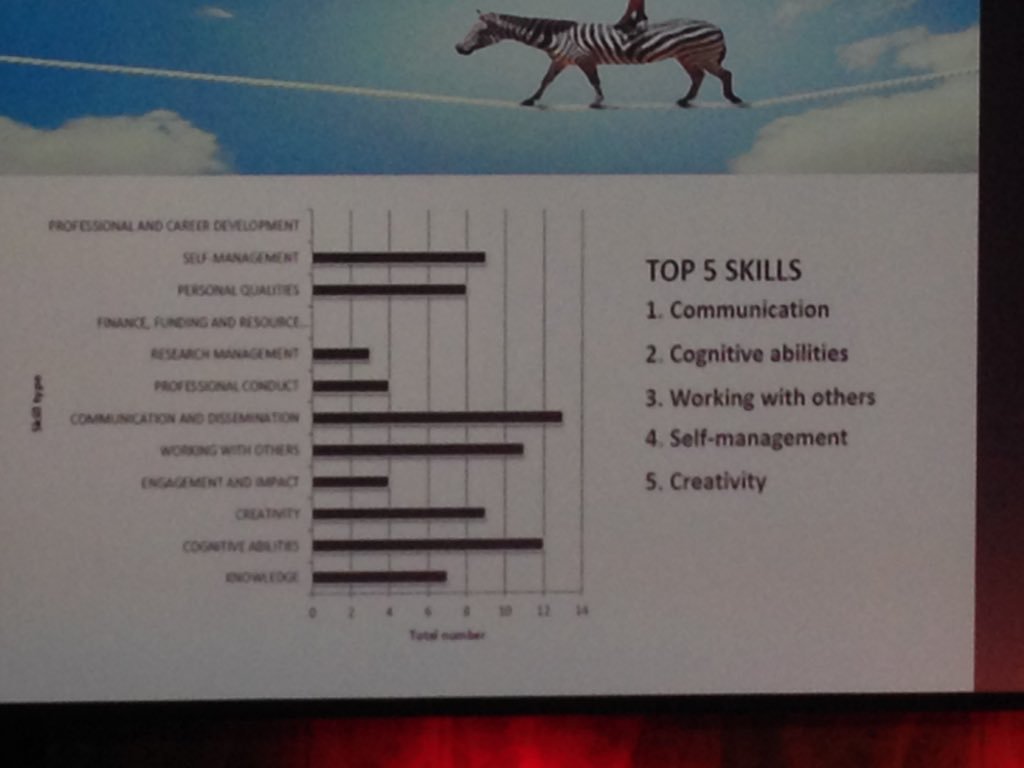 PROFESSIONAL AND CAREER DEVELOPMENT
SELF-MANAGEMENT
PERSONAL QUALITIES
FINANCE, FUNDING AND RESOURCE...
RESEARCH MANAGEMENT
PROFESSIONAL CONDUCT
COMMUNICATION AND DISSEMINATION
WORKING WITH OTHERS
ENGAGEMENT AND IMPACT
CREATIVITY
COGNITIVE ABILITIES
KNOWLEDGE
Skill type
0 2 4 6 8 10 12 14
Total number
TOP 5 SKILLS
1. Communication
2. Cognitive abilities
3. Working with others
4. Self-management
5. Creativity